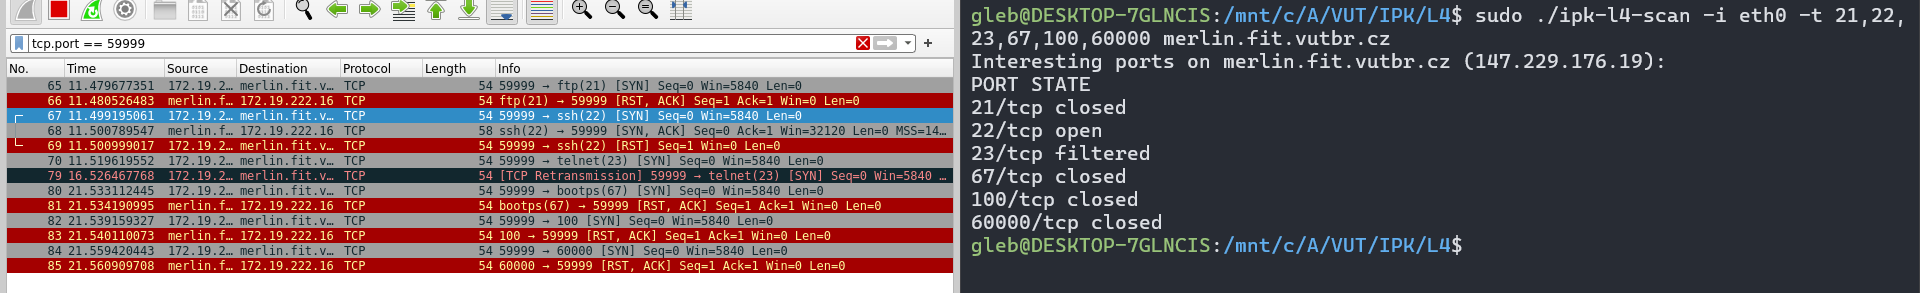 tcp.port == 59999
No. Time Source Destination Protocol Length Info
65 11.479677351 172.19.2… merlin.fit.v… TCP 54 59999 → ftp(21) [SYN] Seq=0 Win=5840 Len=0
66 11.480526483 merlin.f… 172.19.222.16 TCP 54 ftp(21) → 59999 [RST, ACK] Seq=1 Ack=1 Win=0 Len=0
67 11.499195061 172.19.2… merlin.fit.v… TCP 54 59999 → ssh(22) [SYN] Seq=0 Win=5840 Len=0
68 11.500789547 merlin.f… 172.19.222.16 TCP 58 ssh(22) → 59999 [SYN, ACK] Seq=0 Ack=1 Win=32120 Len=0 MSS=14…
69 11.500999017 172.19.2… merlin.fit.v… TCP 54 59999 → ssh(22) [RST] Seq=1 Win=0 Len=0
70 11.519619552 172.19.2… merlin.fit.v… TCP 54 59999 → telnet(23) [SYN] Seq=0 Win=5840 Len=0
79 16.526467768 172.19.2… merlin.fit.v… TCP 54 [TCP Retransmission] 59999 → telnet(23) [SYN] Seq=0 Win=5840 …
80 21.533112445 172.19.2… merlin.fit.v… TCP 54 59999 → bootps(67) [SYN] Seq=0 Win=5840 Len=0
81 21.534190995 merlin.f… 172.19.222.16 TCP 54 bootps(67) → 59999 [RST, ACK] Seq=1 Ack=1 Win=0 Len=0
82 21.539159327 172.19.2… merlin.fit.v… TCP 54 59999 → 100 [SYN] Seq=0 Win=5840 Len=0
83 21.540110073 merlin.f… 172.19.222.16 TCP 54 100 → 59999 [RST, ACK] Seq=1 Ack=1 Win=0 Len=0
84 21.559420443 172.19.2… merlin.fit.v… TCP 54 59999 → 60000 [SYN] Seq=0 Win=5840 Len=0
85 21.560909708 merlin.f… 172.19.222.16 TCP 54 60000 → 59999 [RST, ACK] Seq=1 Ack=1 Win=0 Len=0
gleb@DESKTOP-7GLNCIS:/mnt/c/A/VUT/IPK/L4$ sudo ./ipk-l4-scan -i eth0 -t 21,22,
23,67,100,60000 merlin.fit.vutbr.cz
Interesting ports on merlin.fit.vutbr.cz (147.229.176.19):
PORT STATE
21/tcp closed
22/tcp open
23/tcp filtered
67/tcp closed
100/tcp closed
60000/tcp closed
gleb@DESKTOP-7GLNCIS:/mnt/c/A/VUT/IPK/L4$